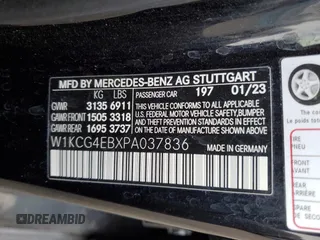 MFD BY MERCEDES-BENZ AG STUTTGART
KG LBS PASSENGER CAR 197 01/23
GVWR 3135 6911
GAWR FRONT 1505 3318
GAWR REAR 1695 3737
THIS VEHICLE CONFORMS TO ALL APPLICABLE
U.S. FEDERAL MOTOR VEHICLE SAFETY, BUMPER
AND THEFT PREVENTION STANDARDS IN EFFECT
ON THE DATE OF MANUFACTURE SHOWN ABOVE.
W1KCG4EBXPA037836
MADE IN GERMANY
DREAMBID